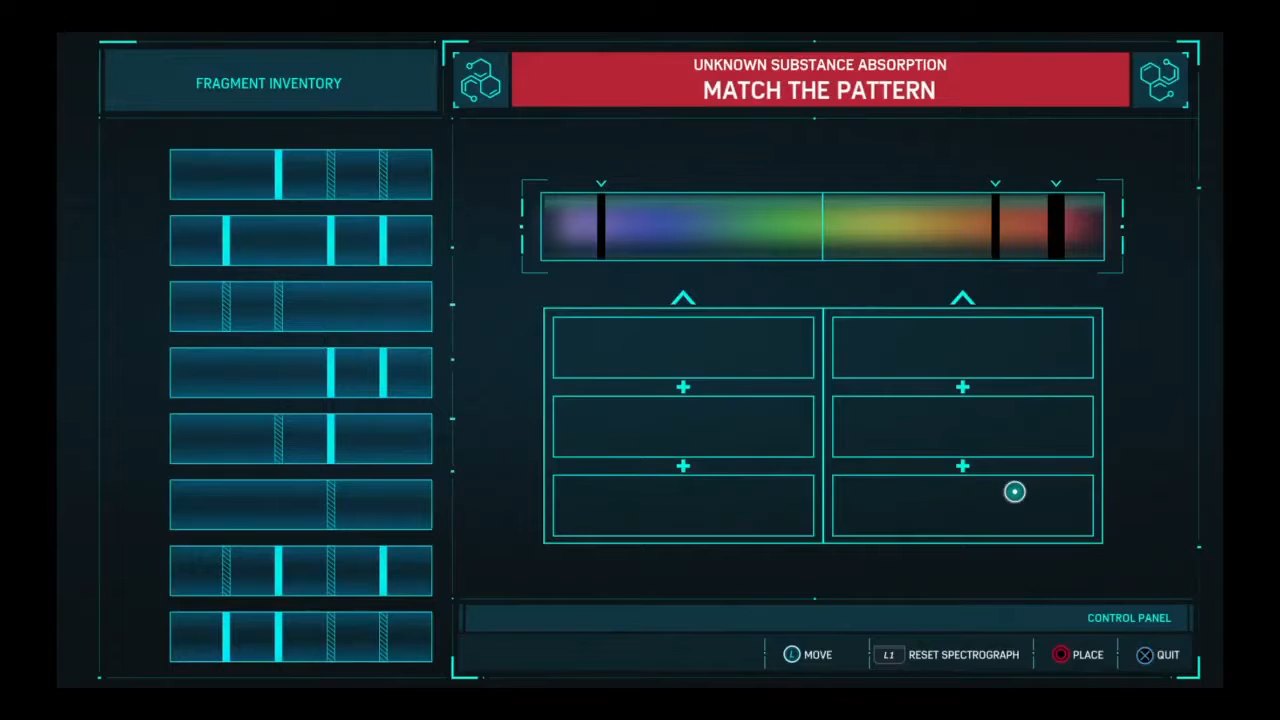 FRAGMENT INVENTORY
UNKNOWN SUBSTANCE ABSORPTION
MATCH THE PATTERN
CONTROL PANEL
L MOVE
L1 RESET SPECTROGRAPH
PLACE
QUIT